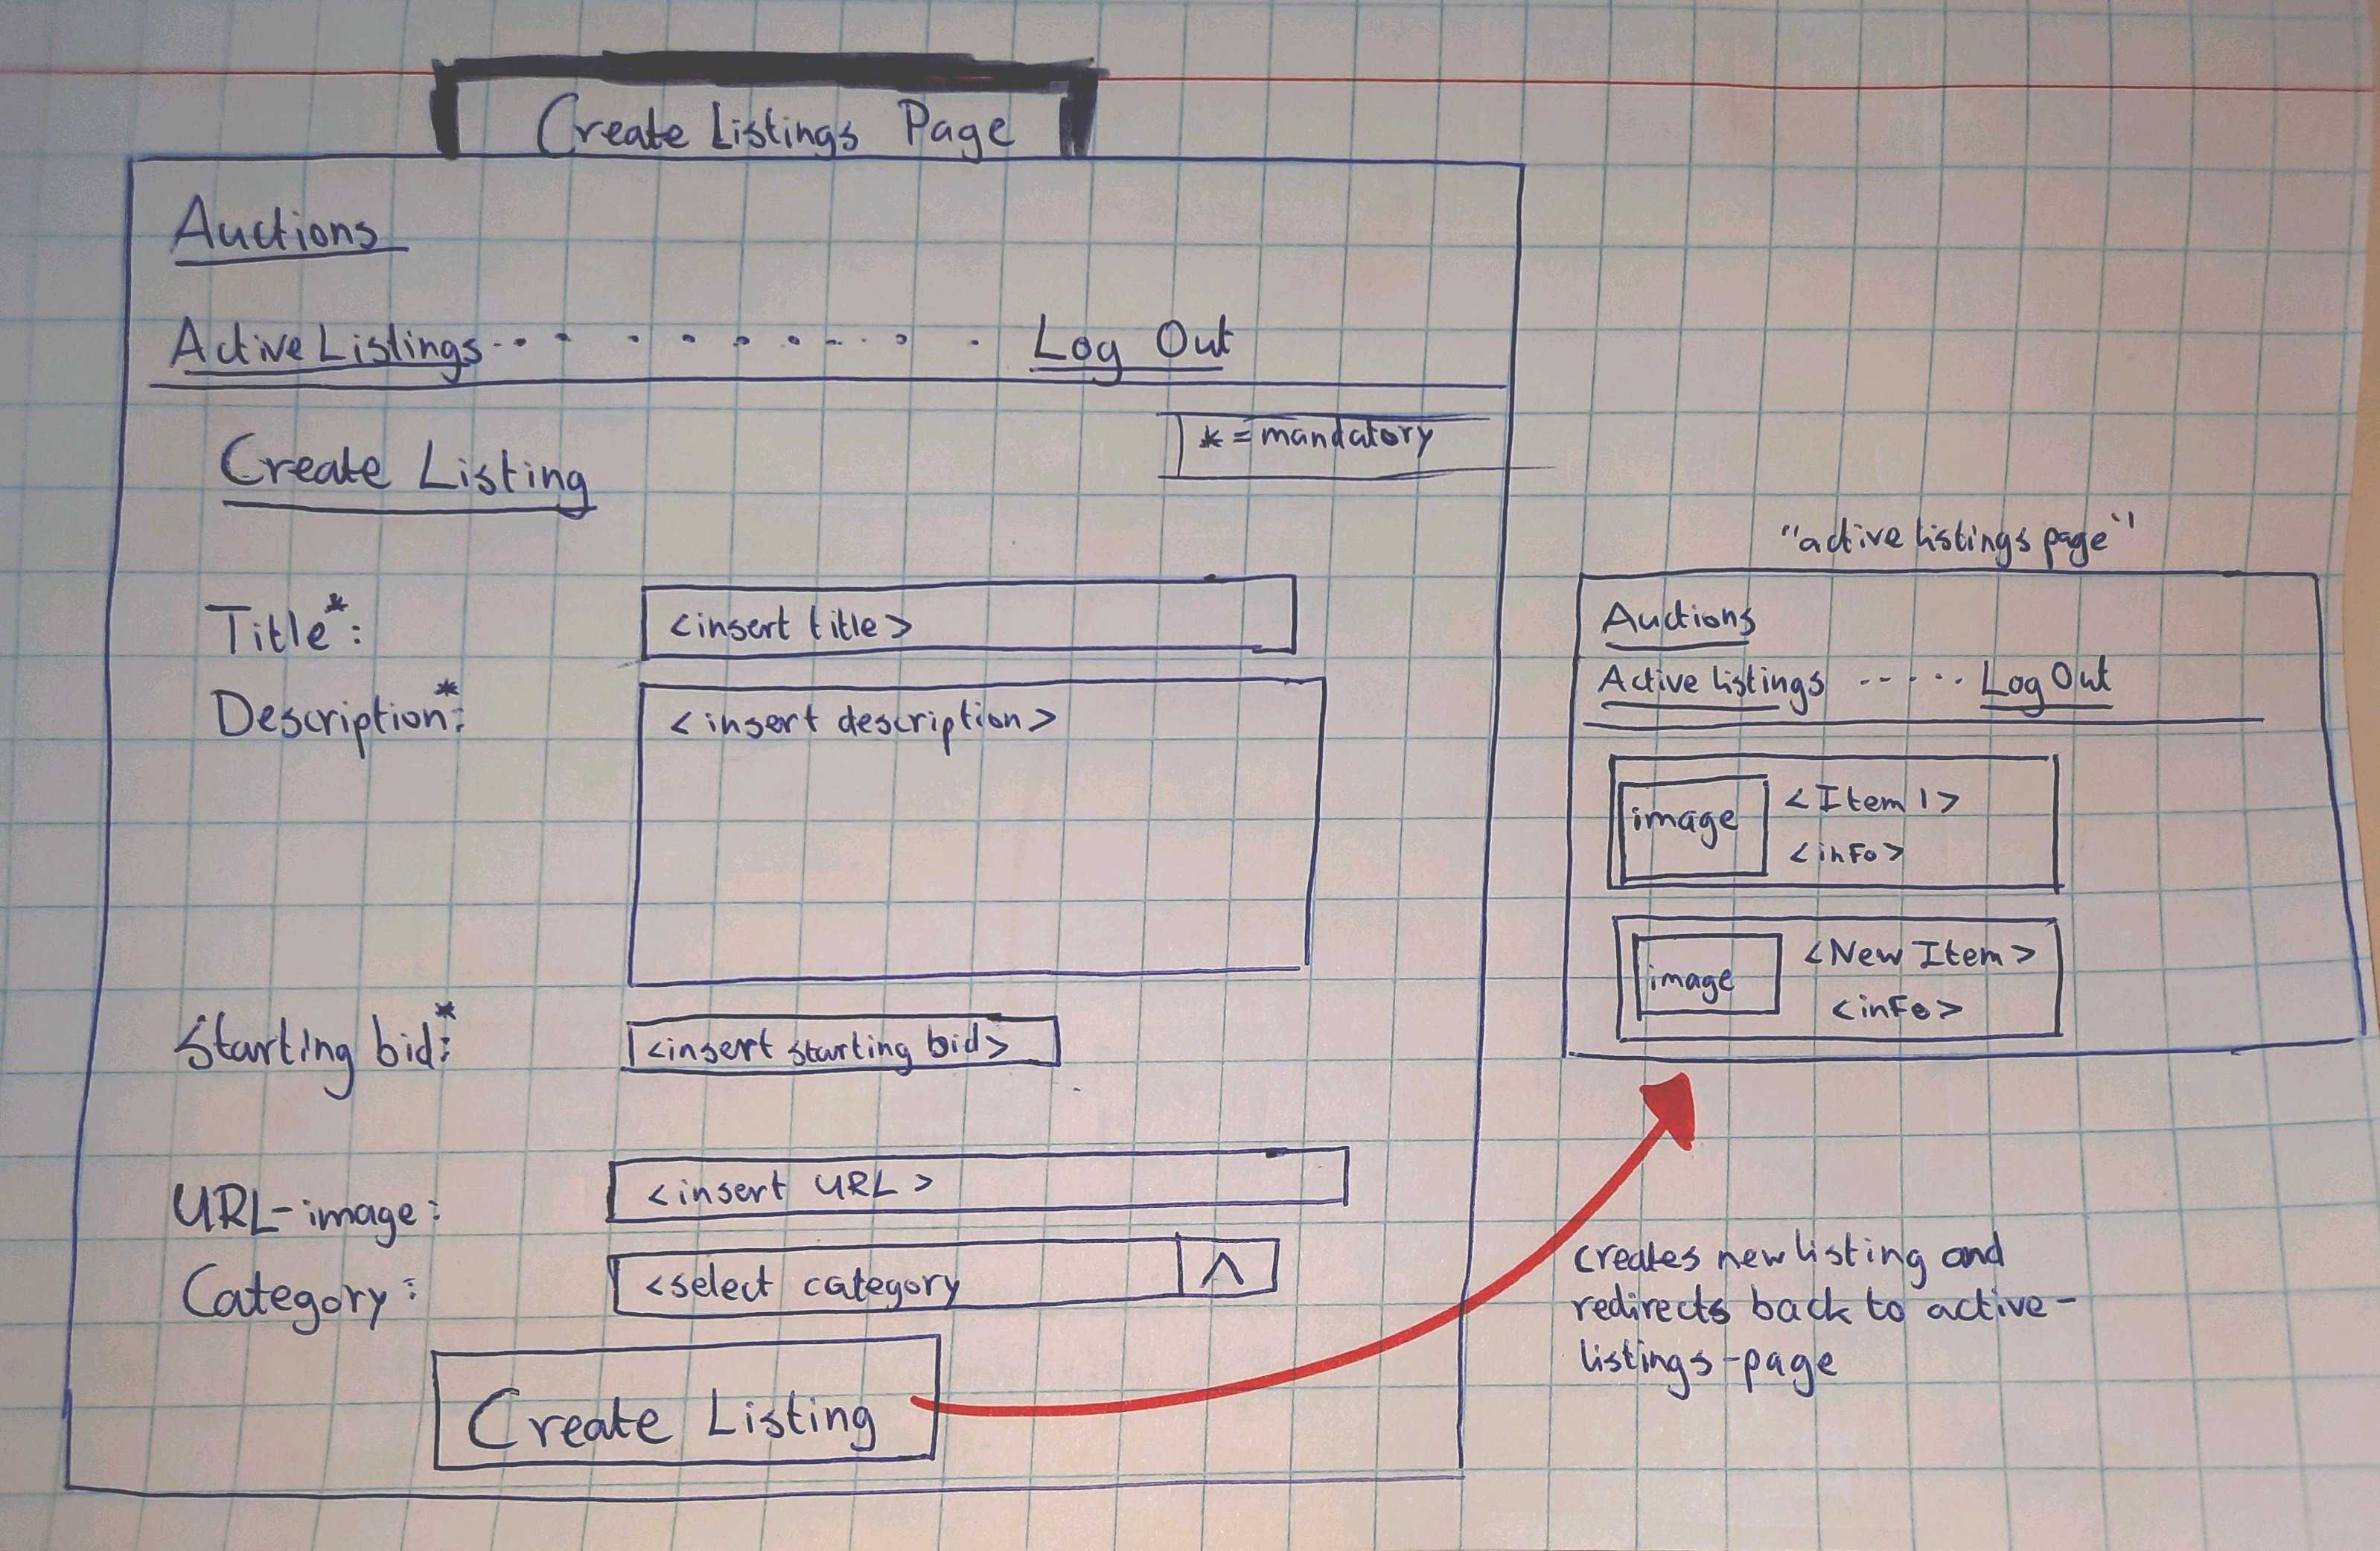 Create Listings Page
Auctions
Active Listings . . . . . . . . . . Log Out
* = mandatory
Create Listing
Title*: <insert title>
Description*: <insert description>
Starting bid*: <insert starting bid>
URL-image: <insert URL>
Category: <select category ^
Create Listing
"active listings page"
Auctions
Active listings ..... Log Out
image <Item 1>
<info>
image <New Item>
<info>
creates new listing and
redirects back to active-
listings-page